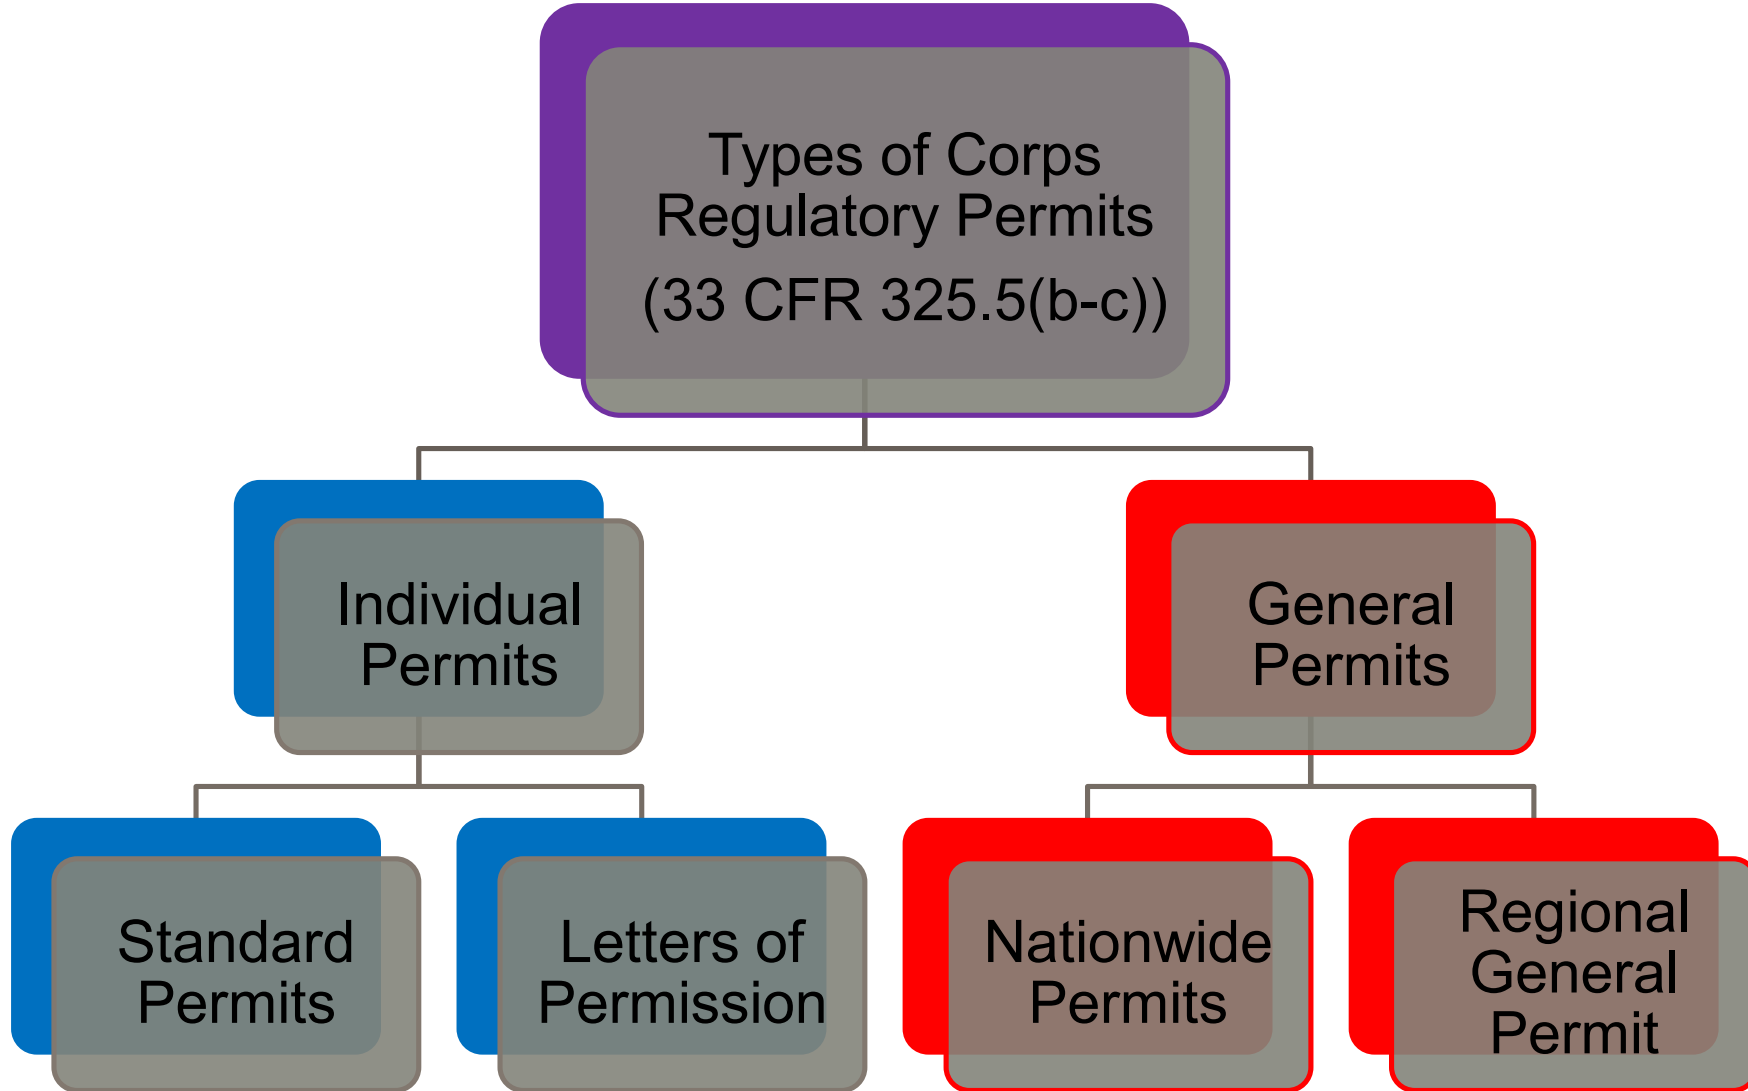 Types of Corps
Regulatory Permits
(33 CFR 325.5(b-c))
Individual
Permits
General
Permits
Standard
Permits
Letters of
Permission
Nationwide
Permits
Regional
General
Permit